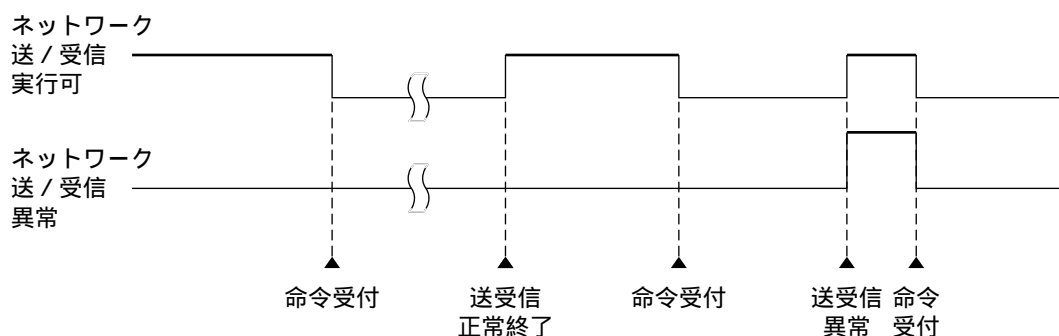 ネットワーク
送/受信
実行可
ネットワーク
送/受信
異常
命令受付
送受信
正常終了
命令受付
送受信
異常
命令
受付